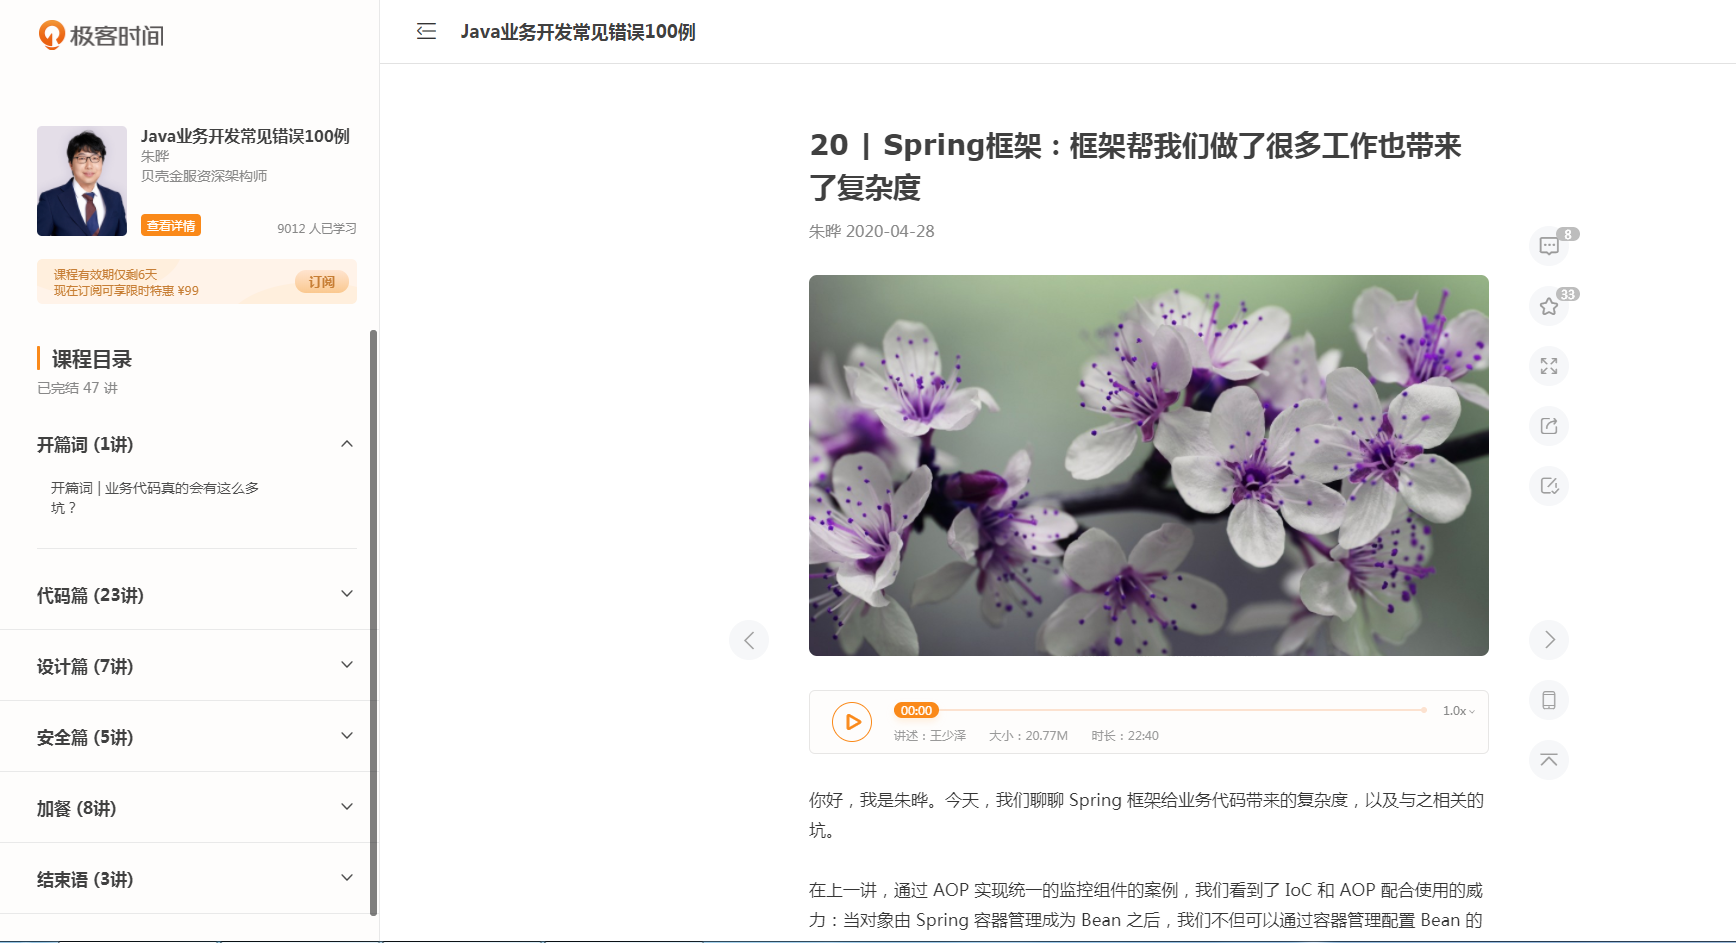 极客时间
Java业务开发常见错误100例
朱晔
贝壳金服资深架构师
查看详情
9012 人已学习
课程有效期仅剩6天
现在订阅可享限时特惠 ¥99
订阅
课程目录
已完结 47 讲
开篇词 (1讲)
开篇词 | 业务代码真的会有这么多
坑？
代码篇 (23讲)
设计篇 (7讲)
安全篇 (5讲)
加餐 (8讲)
结束语 (3讲)
Java业务开发常见错误100例
20 | Spring框架：框架帮我们做了很多工作也带来
了复杂度
朱晔 2020-04-28
8
33
00:00
1.0x
讲述：王少泽 大小：20.77M 时长：22:40
你好，我是朱晔。今天，我们聊聊 Spring 框架给业务代码带来的复杂度，以及与之相关的
坑。
在上一讲，通过 AOP 实现统一的监控组件的案例，我们看到了 IoC 和 AOP 配合使用的威
力：当对象由 Spring 容器管理成为 Bean 之后，我们不但可以通过容器管理配置 Bean 的